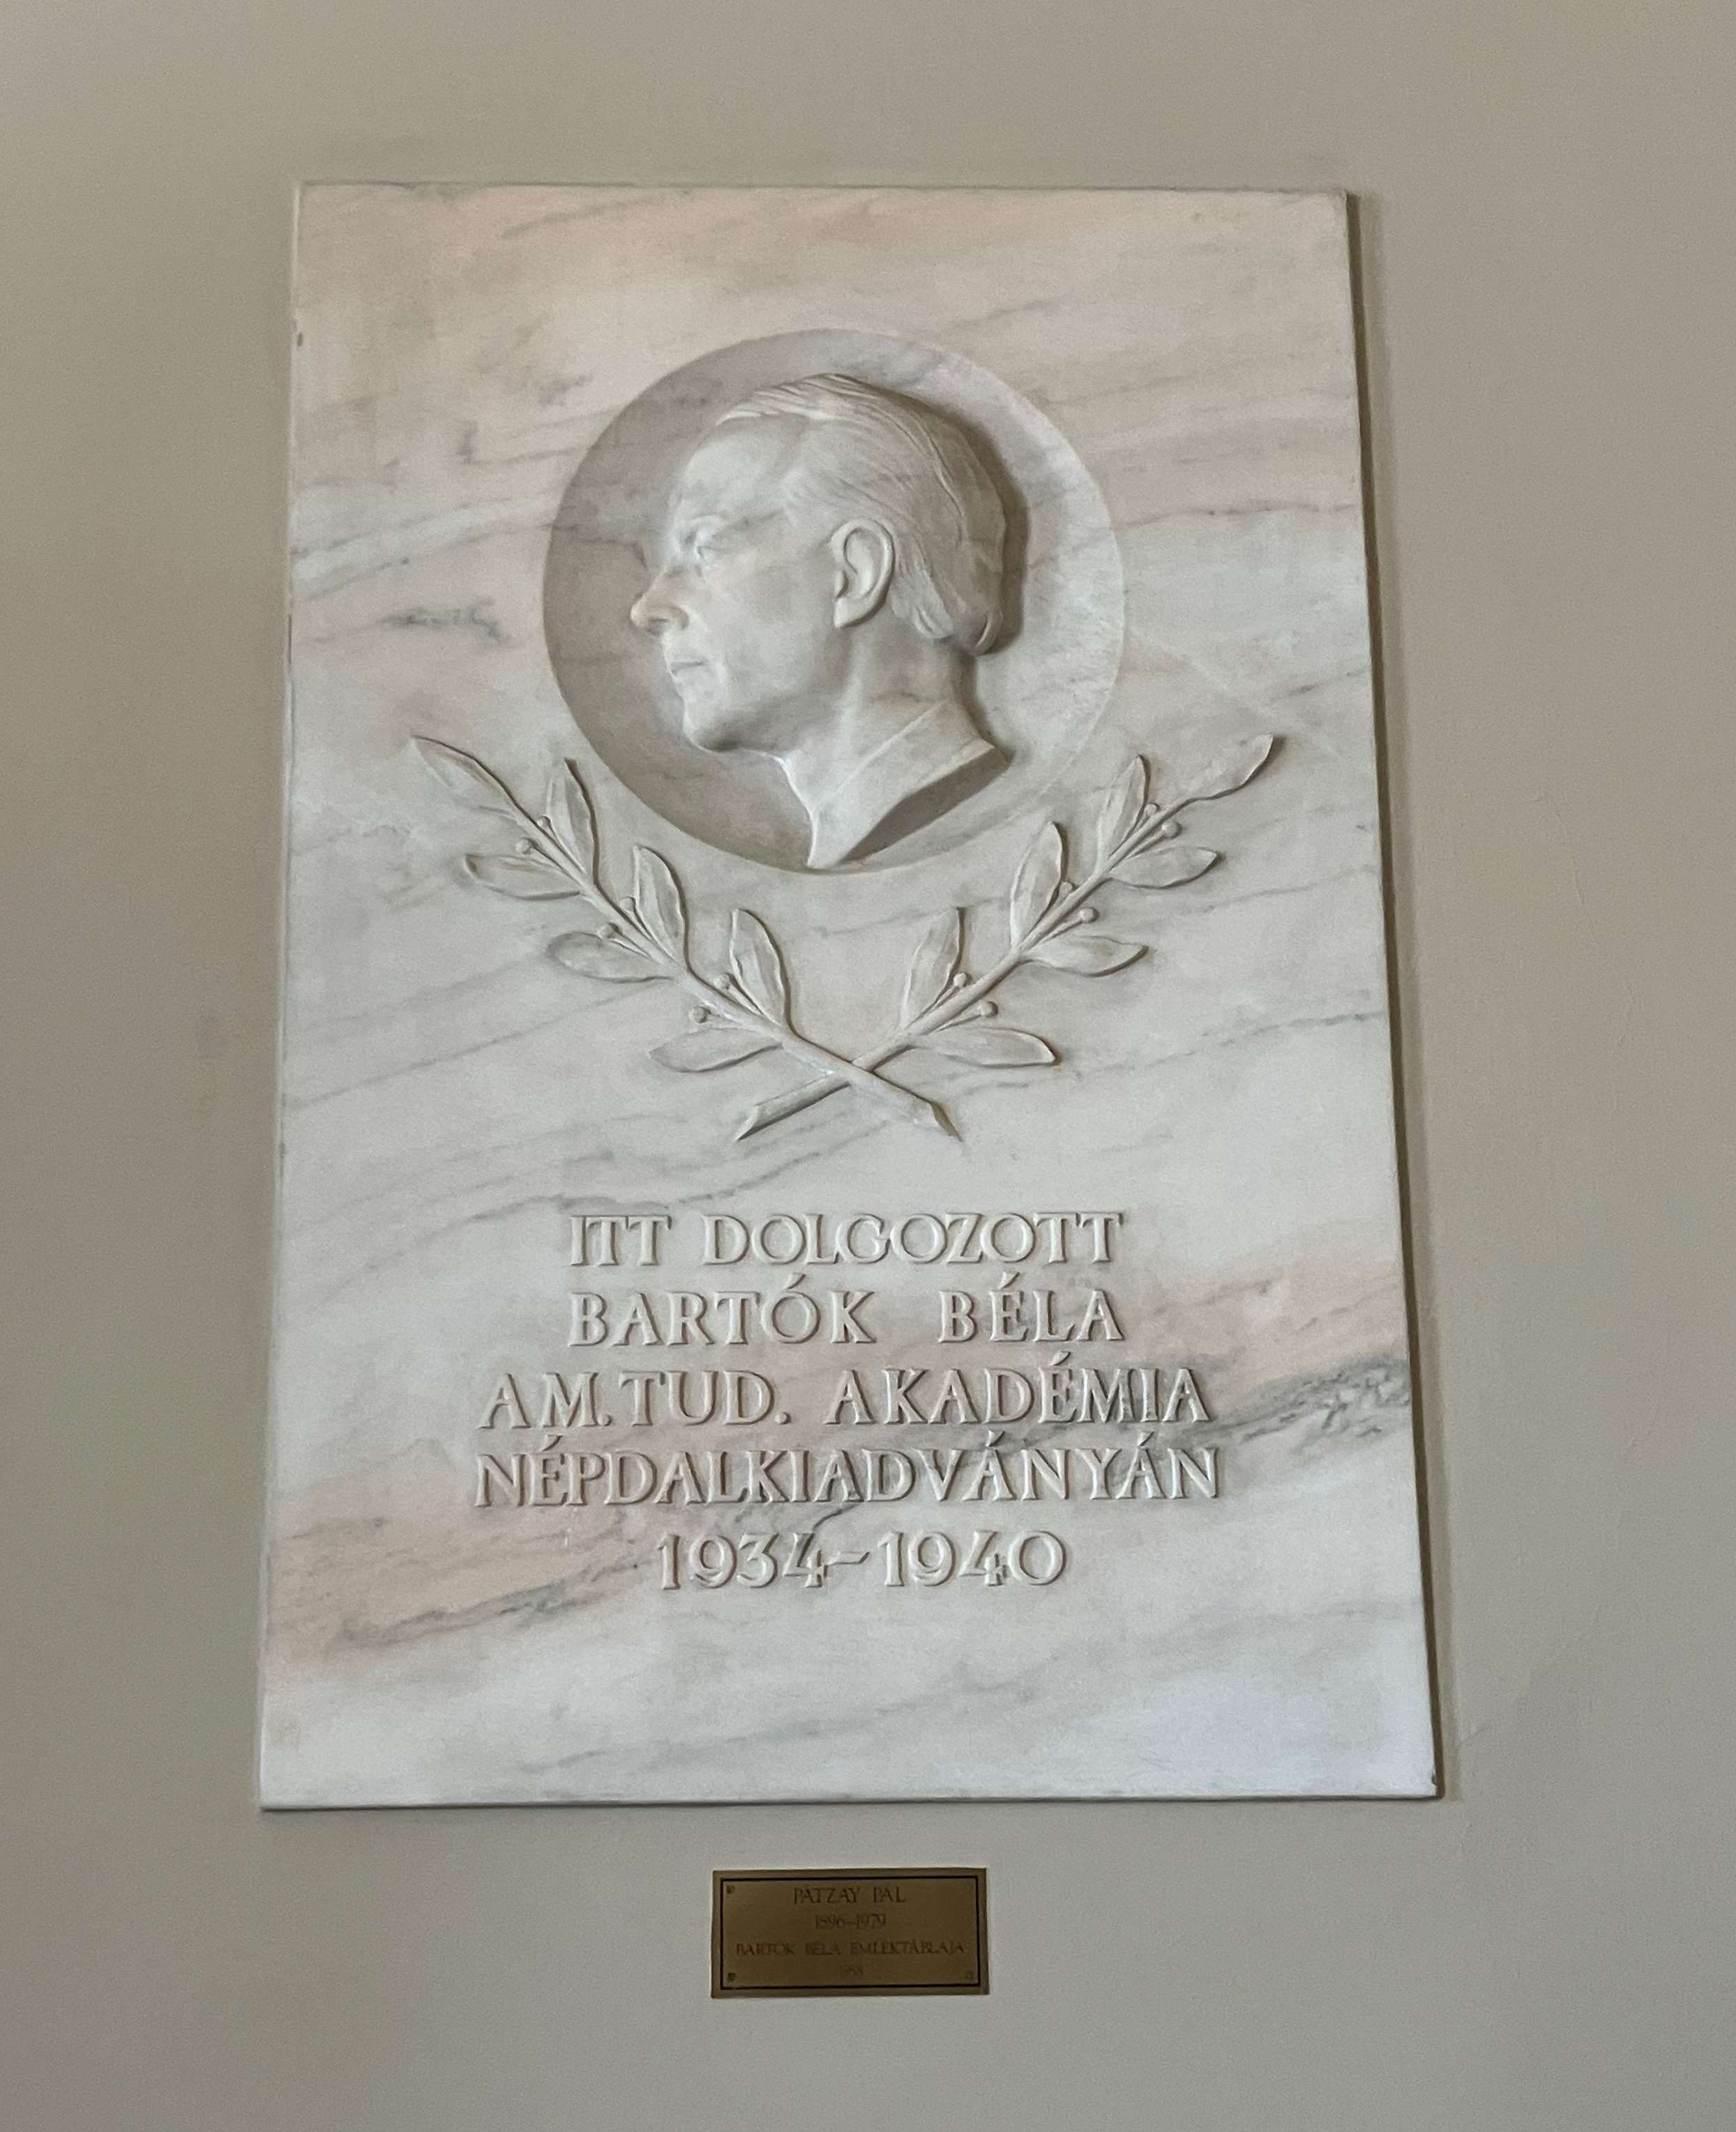 ITT DOLGOZOTT
BARTÓK BÉLA
A M. TUD. AKADÉMIA
NÉPDALKIADVÁNYÁN
1934–1940
PÁTZAY PÁL
1896–1979
BARTÓK BÉLA EMLÉKTÁBLÁJA